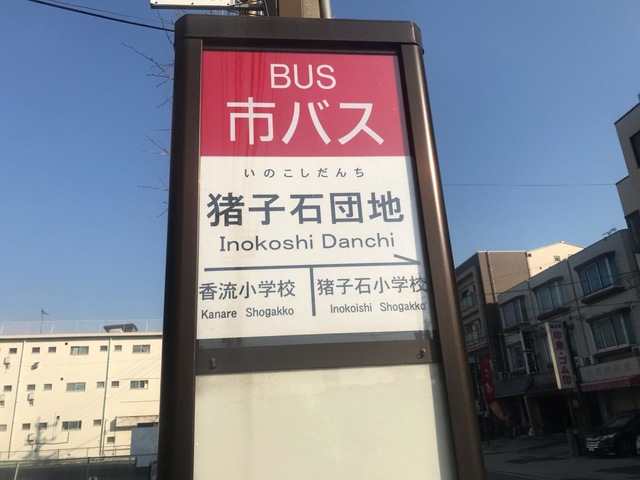 BUS
市バス
いのこしだんち
猪子石団地
Inokoshi Danchi
香流小学校
Kanare Shogakko
猪子石小学校
Inokoishi Shogakko